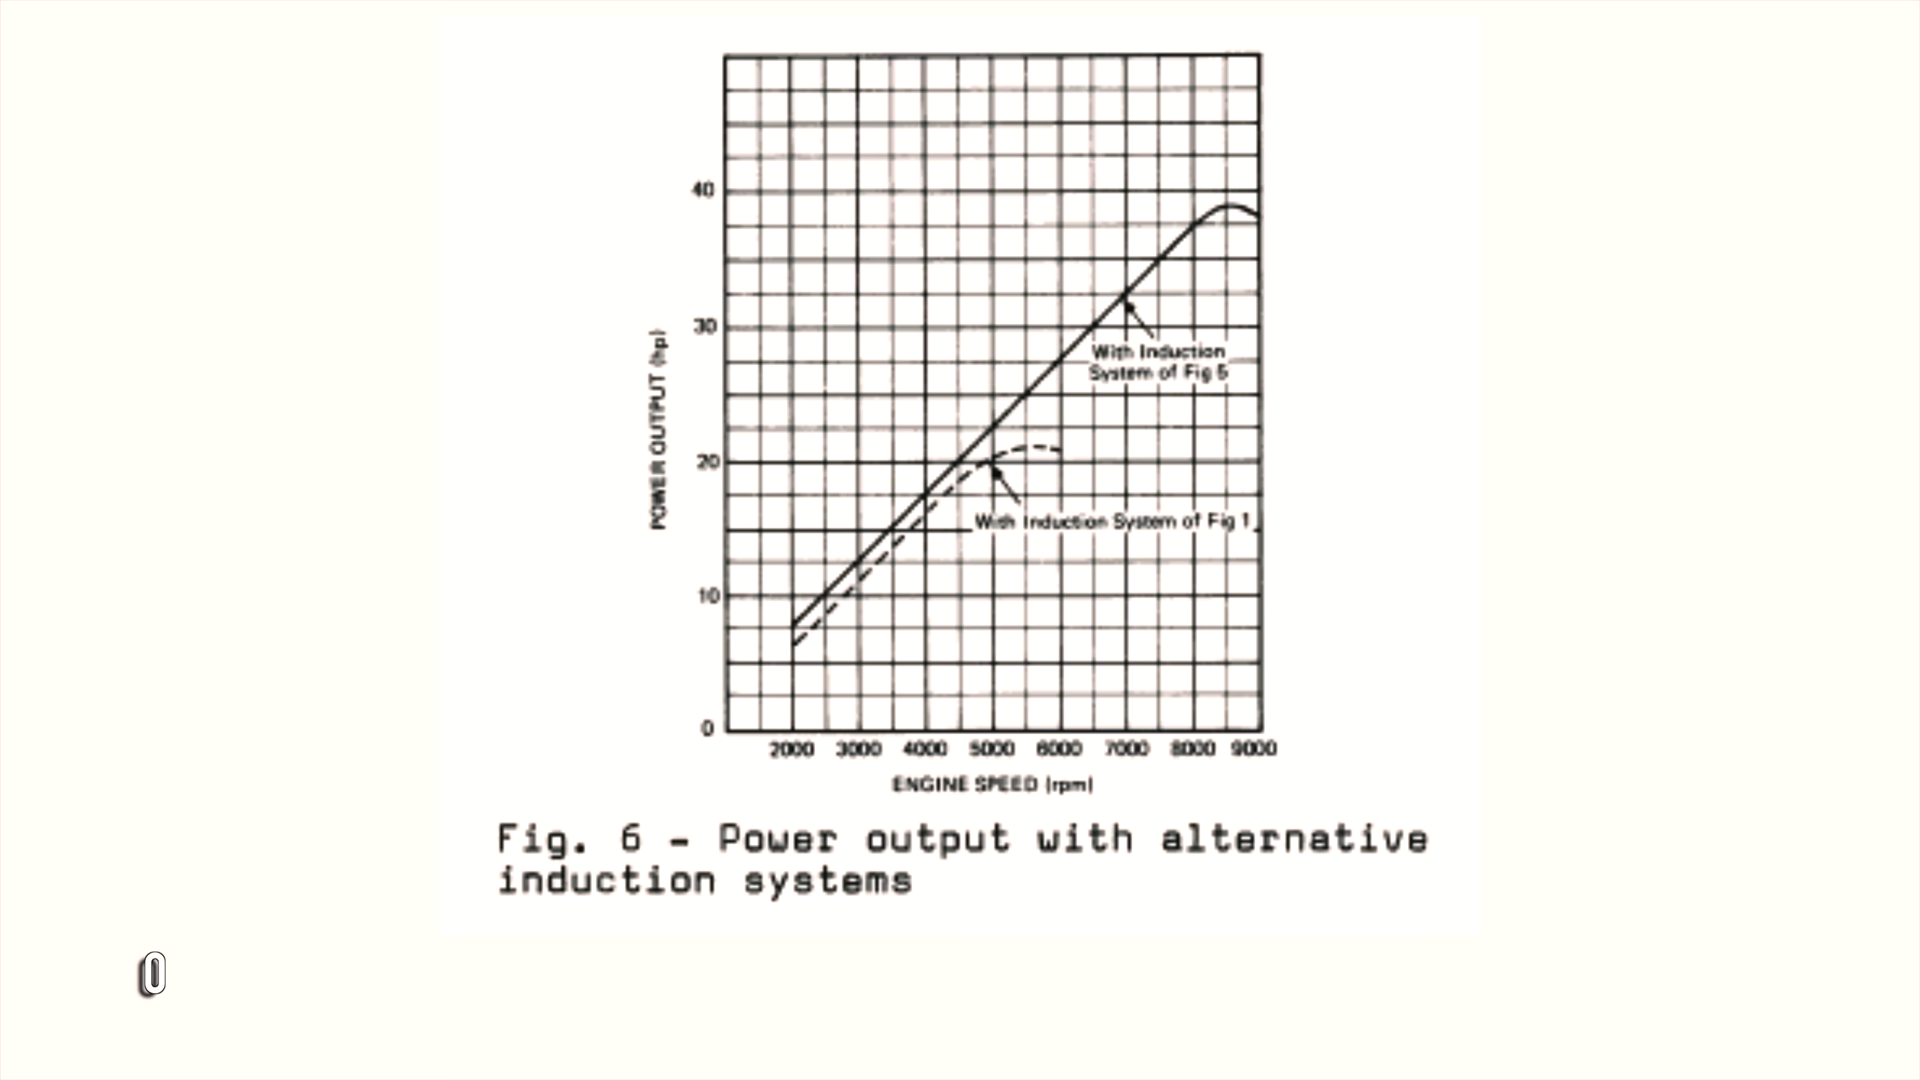 40
30
20
10
0
POWER OUTPUT (hp)
With Induction
System of Fig 5
With Induction System of Fig 1
2000 3000 4000 5000 6000 7000 8000 9000
ENGINE SPEED (rpm)
Fig. 6 - Power output with alternative
induction systems
0